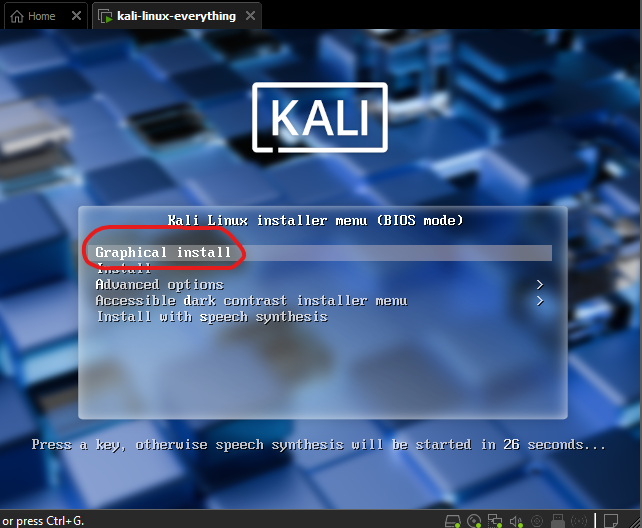 Home
kali-linux-everything
KALI
Kali Linux installer menu (BIOS mode)
Graphical install
Install
Advanced options >
Accessible dark contrast installer menu >
Install with speech synthesis
Press a key, otherwise speech synthesis will be started in 26 seconds...
or press Ctrl+G.